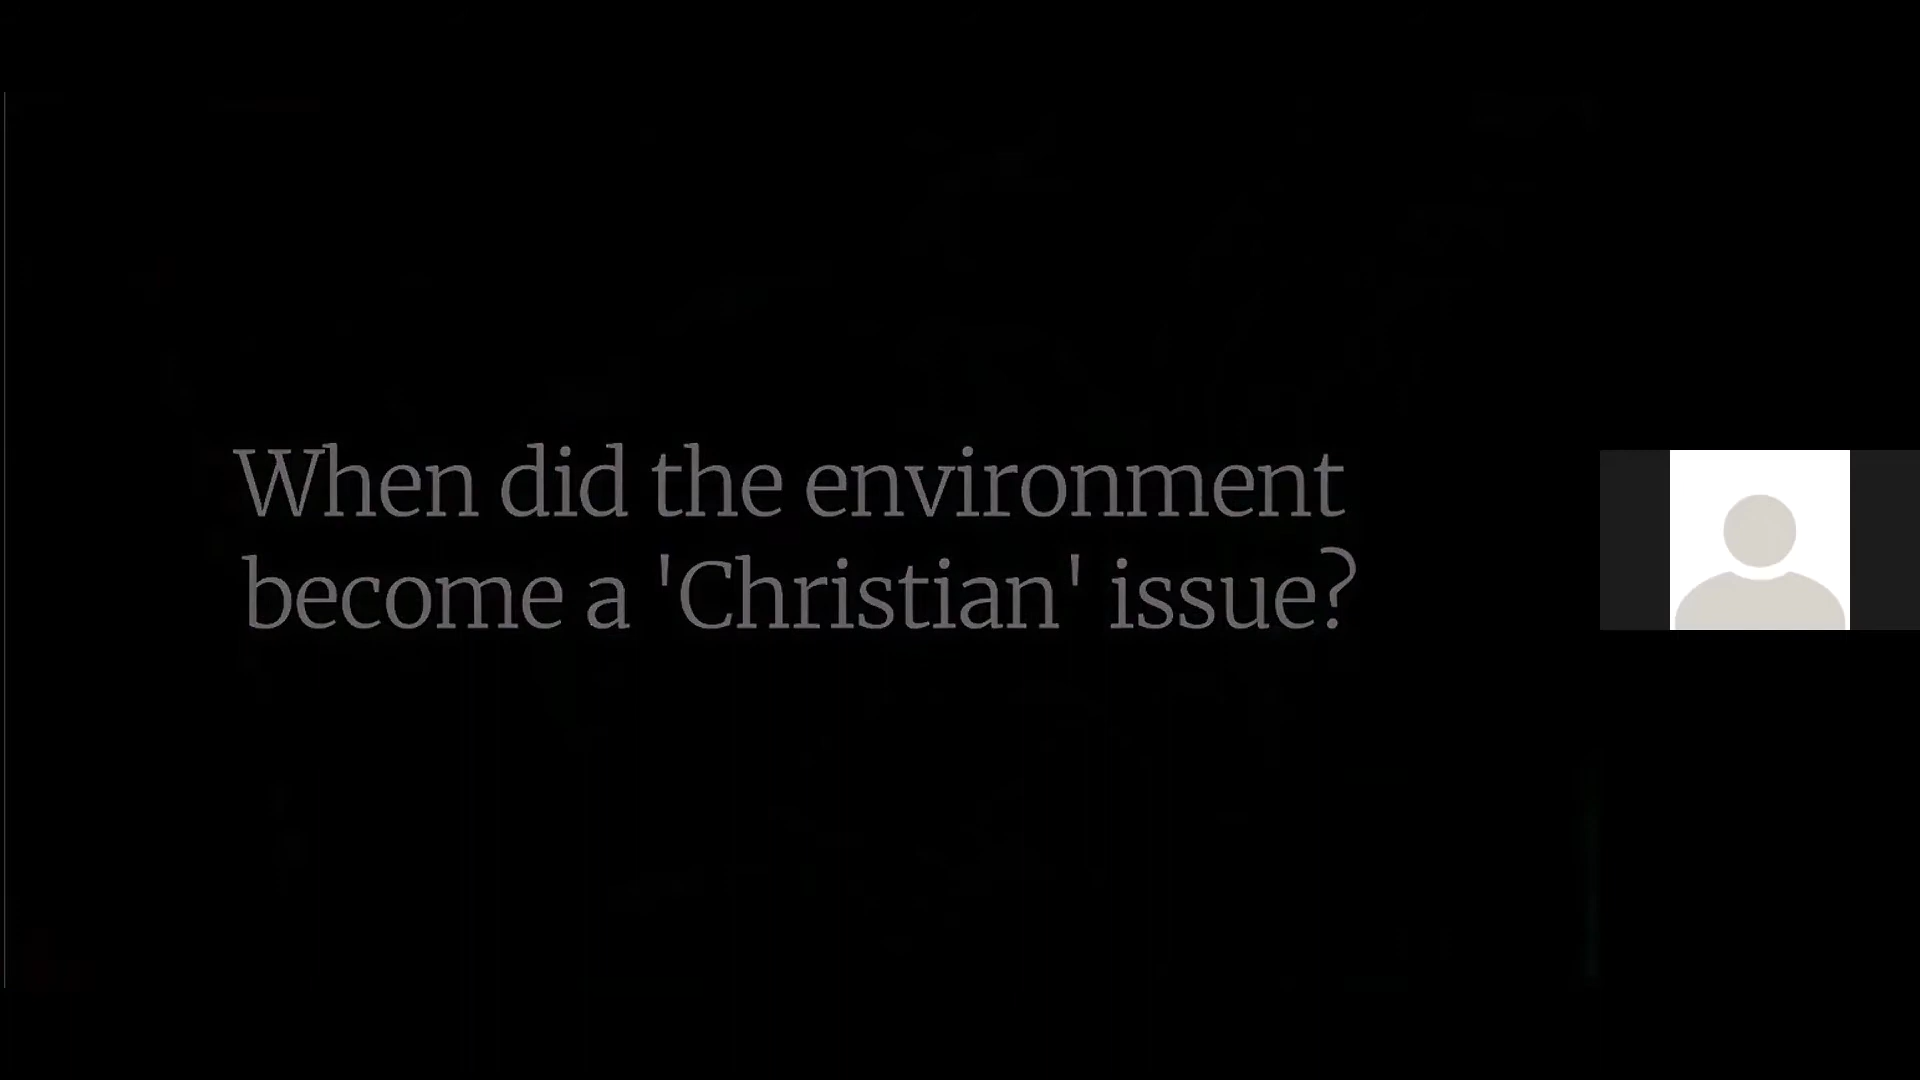 When did the environment
become a 'Christian' issue?